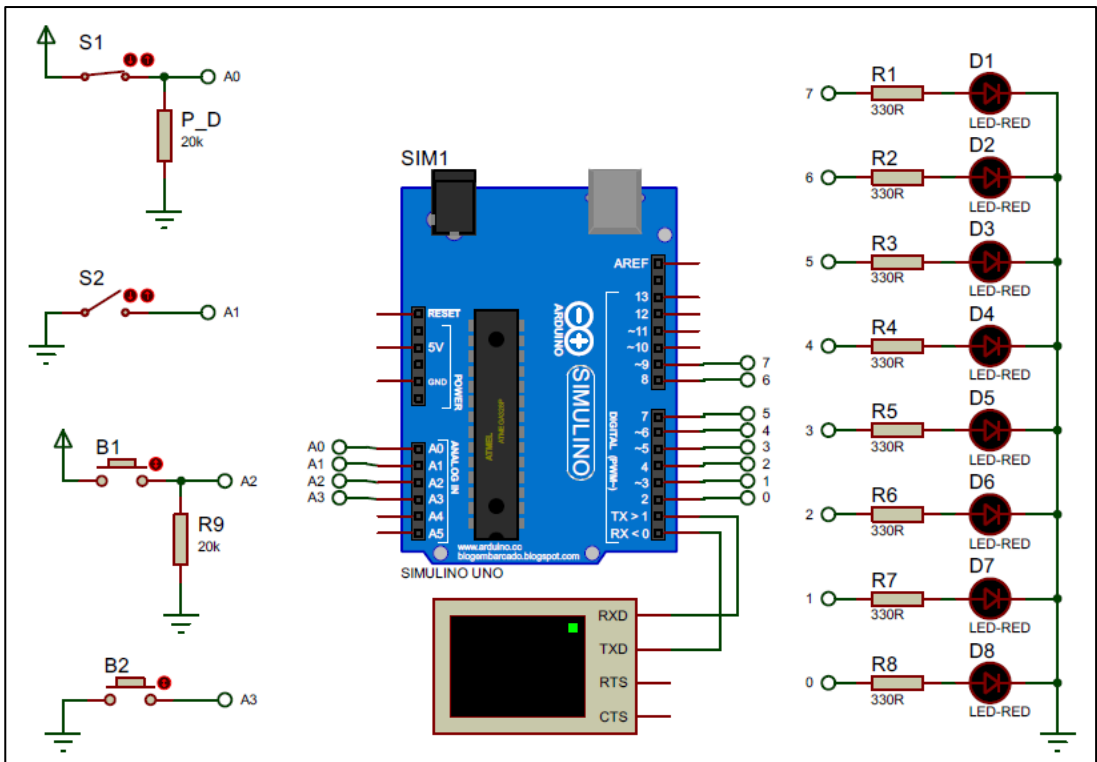 S1
A0
P_D
20k
S2
A1
B1
A2
R9
20k
B2
A3
SIM1
AREF
RESET
5V
GND
POWER
13
12
~11
~10
~9
8
7
6
ARDUINO
SIMULINO
ATMEL
ATMEGA328P
DIGITAL (PWM~)
7
~6
~5
4
~3
2
TX > 1
RX < 0
5
4
3
2
1
0
A0
A1
A2
A3
A0
A1
A2
A3
A4
A5
ANALOG IN
www.arduino.cc
blogembarcado.blogspot.com
SIMULINO UNO
RXD
TXD
RTS
CTS
7
R1
330R
D1
LED-RED
6
R2
330R
D2
LED-RED
5
R3
330R
D3
LED-RED
4
R4
330R
D4
LED-RED
3
R5
330R
D5
LED-RED
2
R6
330R
D6
LED-RED
1
R7
330R
D7
LED-RED
0
R8
330R
D8
LED-RED